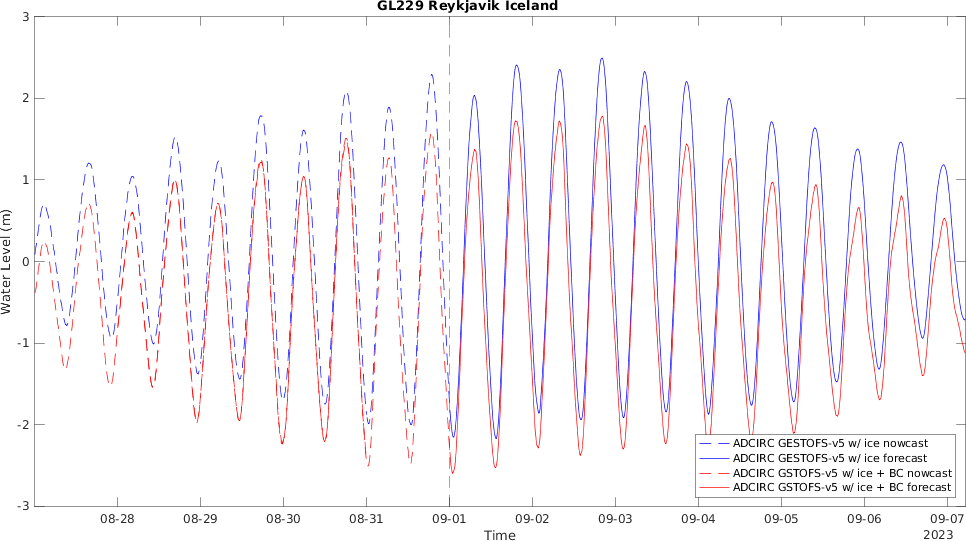 GL229 Reykjavik Iceland
3
2
1
0
-1
-2
-3
Water Level (m)
ADCIRC GESTOFS-v5 w/ ice nowcast
ADCIRC GESTOFS-v5 w/ ice forecast
ADCIRC GSTOFS-v5 w/ ice + BC nowcast
ADCIRC GSTOFS-v5 w/ ice + BC forecast
08-28 08-29 08-30 08-31 09-01 09-02 09-03 09-04 09-05 09-06 09-07
Time
2023